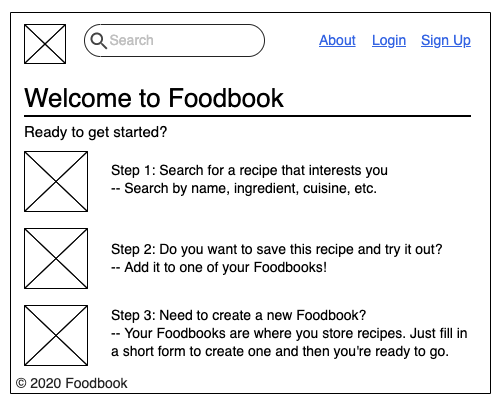 Search
About Login Sign Up
Welcome to Foodbook
Ready to get started?
Step 1: Search for a recipe that interests you
-- Search by name, ingredient, cuisine, etc.
Step 2: Do you want to save this recipe and try it out?
-- Add it to one of your Foodbooks!
Step 3: Need to create a new Foodbook?
-- Your Foodbooks are where you store recipes. Just fill in
a short form to create one and then you're ready to go.
© 2020 Foodbook